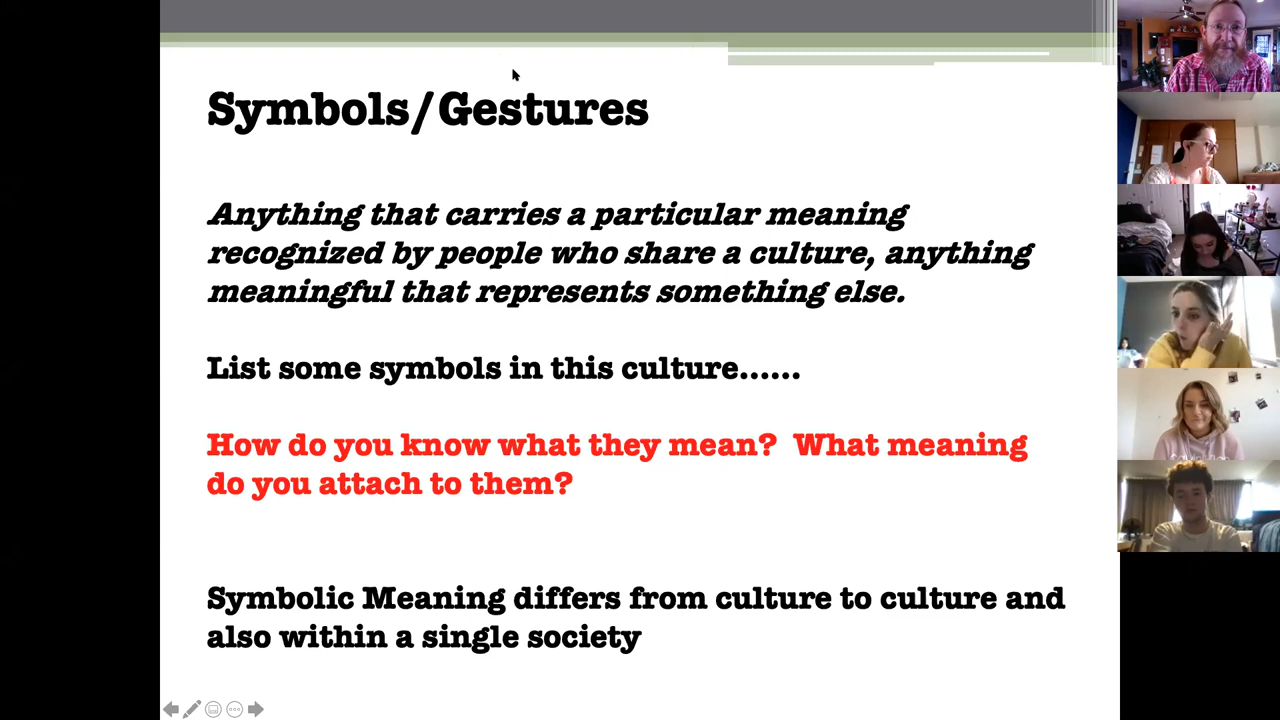 Symbols/Gestures
Anything that carries a particular meaning
recognized by people who share a culture, anything
meaningful that represents something else.
List some symbols in this culture......
How do you know what they mean?  What meaning
do you attach to them?
Symbolic Meaning differs from culture to culture and
also within a single society